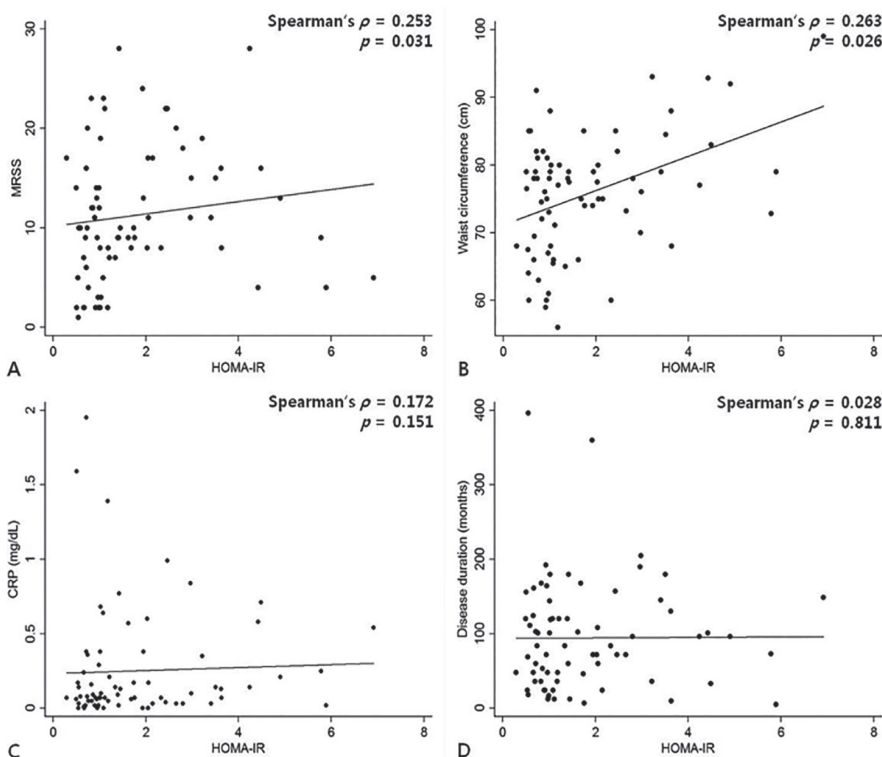 Spearman's ρ = 0.253
p = 0.031
MRSS
30
20
10
0
0 2 4 6 8
HOMA-IR
A
Spearman's ρ = 0.263
p = 0.026
Waist circumference (cm)
100
90
80
70
60
0 2 4 6 8
HOMA-IR
B
Spearman's ρ = 0.172
p = 0.151
CRP (mg/dL)
2
1.5
1
0.5
0
0 2 4 6 8
HOMA-IR
C
Spearman's ρ = 0.028
p = 0.811
Disease duration (months)
400
300
200
100
0
0 2 4 6 8
HOMA-IR
D